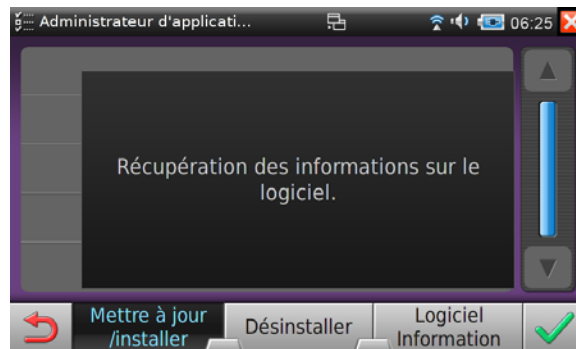 Administrateur d'applicati...
06:25
Récupération des informations sur le
logiciel.
Mettre à jour
/installer
Désinstaller
Logiciel
Information